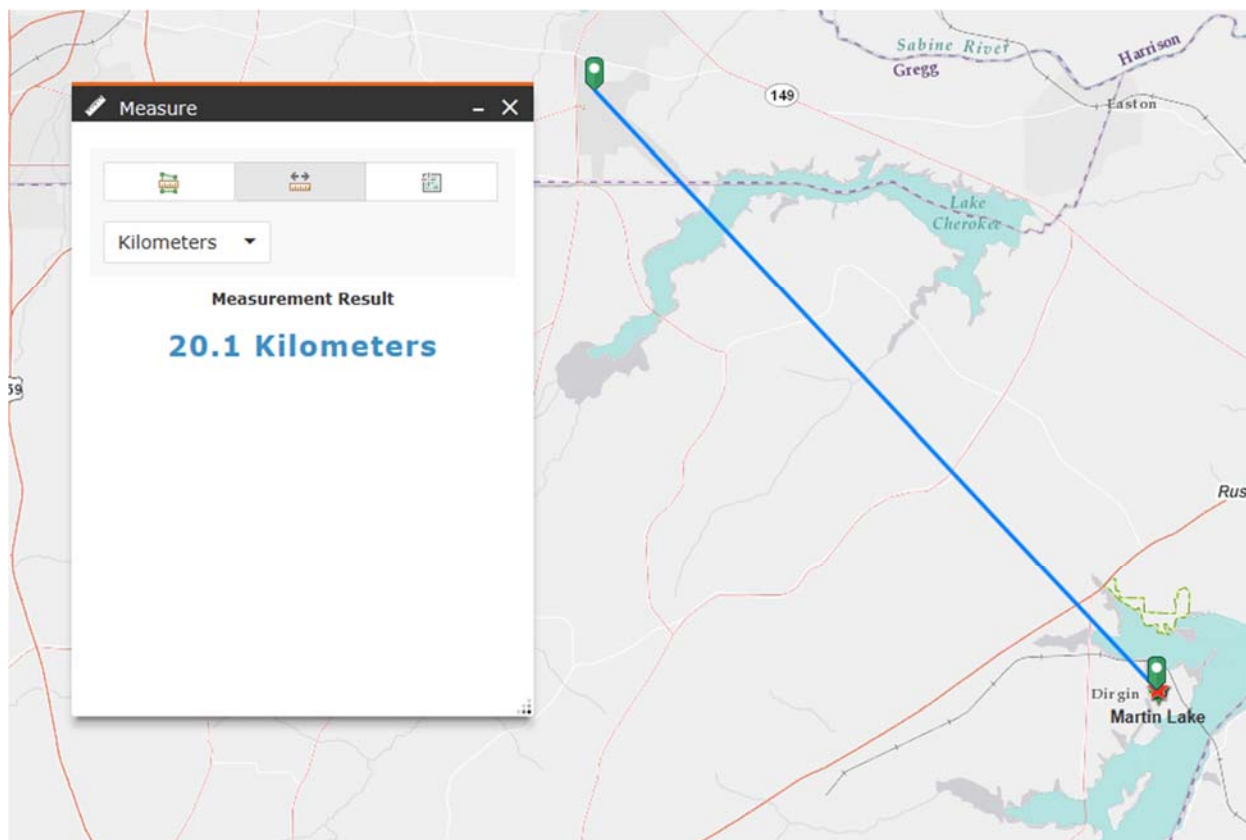 Measure
Kilometers
Measurement Result
20.1 Kilometers
Sabine River
Gregg
Harrison
149
Easton
Lake
Cherokee
59
Rus
Dirgin
Martin Lake